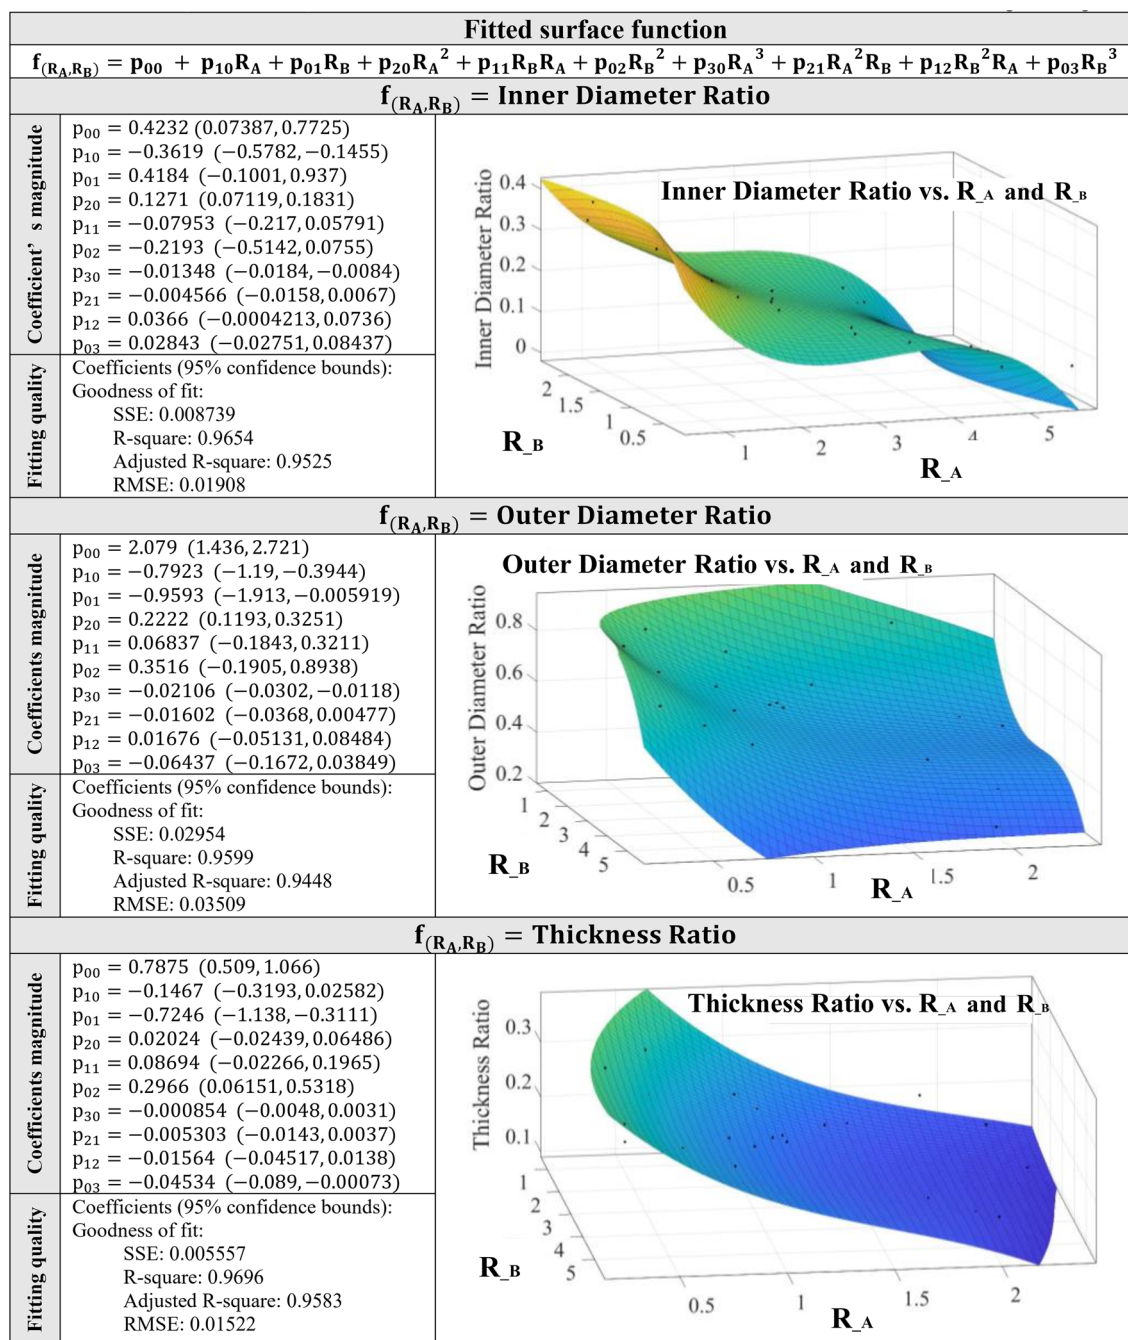 Fitted surface function
f(R_A,R_B) = p00 + p10R_A + p01R_B + p20R_A² + p11R_BR_A + p02R_B² + p30R_A³ + p21R_A²R_B + p12R_B²R_A + p03R_B³
f(R_A,R_B) = Inner Diameter Ratio
Coefficient’ s magnitude
p00 = 0.4232 (0.07387, 0.7725)
p10 = −0.3619 (−0.5782, −0.1455)
p01 = 0.4184 (−0.1001, 0.937)
p20 = 0.1271 (0.07119, 0.1831)
p11 = −0.07953 (−0.217, 0.05791)
p02 = −0.2193 (−0.5142, 0.0755)
p30 = −0.01348 (−0.0184, −0.0084)
p21 = −0.004566 (−0.0158, 0.0067)
p12 = 0.0366 (−0.0004213, 0.0736)
p03 = 0.02843 (−0.02751, 0.08437)
Fitting quality
Coefficients (95% confidence bounds):
Goodness of fit:
SSE: 0.008739
R-square: 0.9654
Adjusted R-square: 0.9525
RMSE: 0.01908
Inner Diameter Ratio vs. R_A and R_B
Inner Diameter Ratio
0.4
0.3
0.2
0.1
0
2
1.5
1
0.5
R_B
1
2
3
4
5
R_A
f(R_A,R_B) = Outer Diameter Ratio
Coefficients magnitude
p00 = 2.079 (1.436, 2.721)
p10 = −0.7923 (−1.19, −0.3944)
p01 = −0.9593 (−1.913, −0.005919)
p20 = 0.2222 (0.1193, 0.3251)
p11 = 0.06837 (−0.1843, 0.3211)
p02 = 0.3516 (−0.1905, 0.8938)
p30 = −0.02106 (−0.0302, −0.0118)
p21 = −0.01602 (−0.0368, 0.00477)
p12 = 0.01676 (−0.05131, 0.08484)
p03 = −0.06437 (−0.1672, 0.03849)
Fitting quality
Coefficients (95% confidence bounds):
Goodness of fit:
SSE: 0.02954
R-square: 0.9599
Adjusted R-square: 0.9448
RMSE: 0.03509
Outer Diameter Ratio vs. R_A and R_B
Outer Diameter Ratio
0.8
0.6
0.4
0.2
1
2
3
4
5
R_B
0.5
1
1.5
2
R_A
f(R_A,R_B) = Thickness Ratio
Coefficients magnitude
p00 = 0.7875 (0.509, 1.066)
p10 = −0.1467 (−0.3193, 0.02582)
p01 = −0.7246 (−1.138, −0.3111)
p20 = 0.02024 (−0.02439, 0.06486)
p11 = 0.08694 (−0.02266, 0.1965)
p02 = 0.2966 (0.06151, 0.5318)
p30 = −0.000854 (−0.0048, 0.0031)
p21 = −0.005303 (−0.0143, 0.0037)
p12 = −0.01564 (−0.04517, 0.0138)
p03 = −0.04534 (−0.089, −0.00073)
Fitting quality
Coefficients (95% confidence bounds):
Goodness of fit:
SSE: 0.005557
R-square: 0.9696
Adjusted R-square: 0.9583
RMSE: 0.01522
Thickness Ratio vs. R_A and R_B
Thickness Ratio
0.3
0.2
0.1
1
2
3
4
5
R_B
0.5
1
1.5
2
R_A